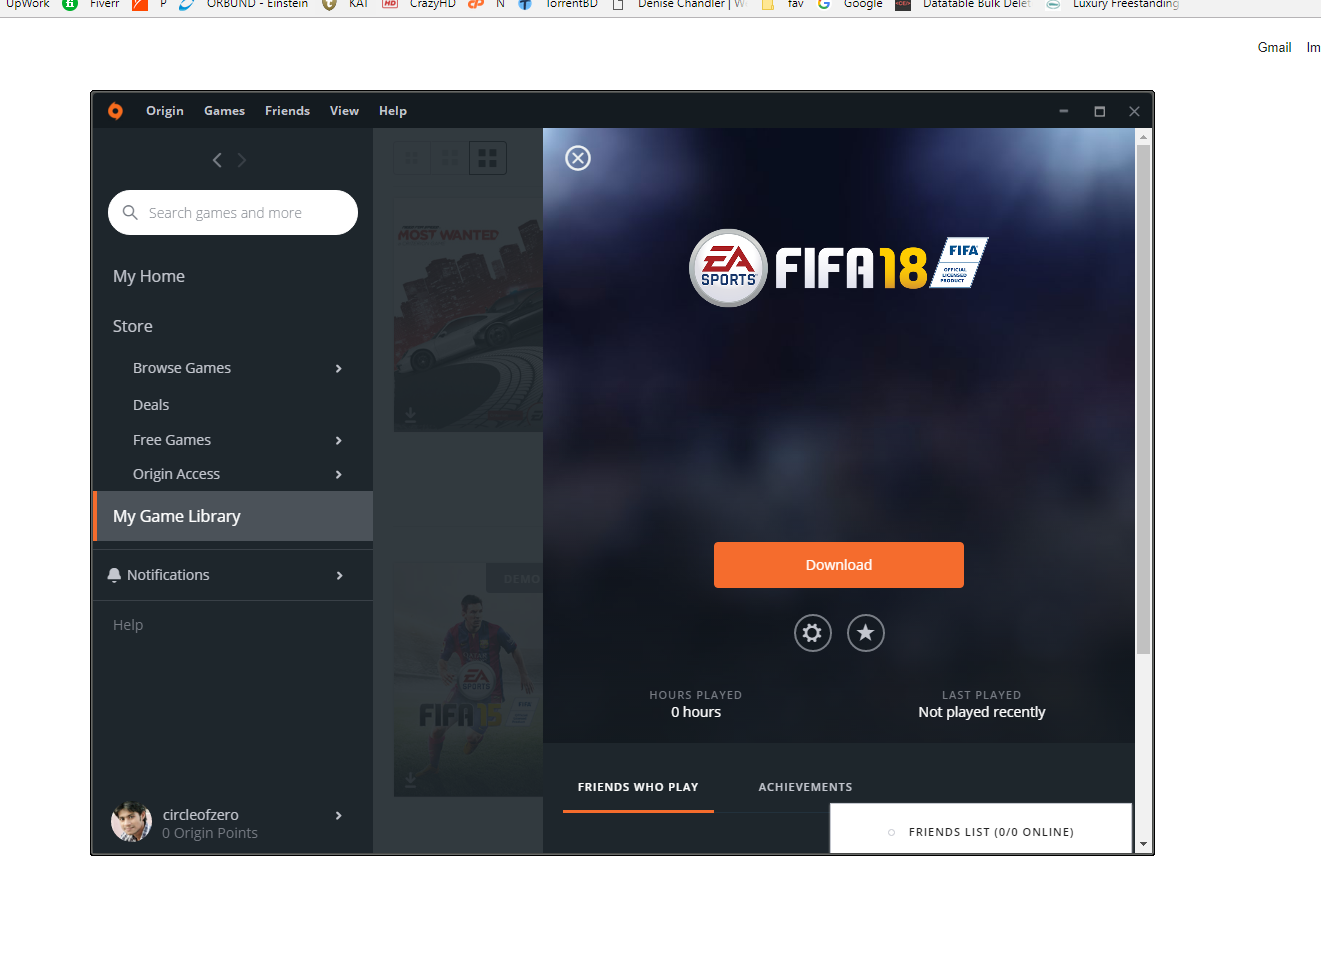 UpWork Fiverr P ORBUND - Einstein KAT CrazyHD N TorrentBD Denise Chandler | W fav Google Datatable Bulk Delet Luxury Freestanding
Gmail Im
Origin Games Friends View Help
Search games and more
My Home
Store
Browse Games
Deals
Free Games
Origin Access
My Game Library
Notifications
Help
circleofzero
0 Origin Points
MOST WANTED
DEMO
EA
SPORTS
FIFA 15
EA
SPORTS
FIFA 18
FIFA
OFFICIAL
LICENSED
PRODUCT
Download
HOURS PLAYED
0 hours
LAST PLAYED
Not played recently
FRIENDS WHO PLAY
ACHIEVEMENTS
FRIENDS LIST (0/0 ONLINE)